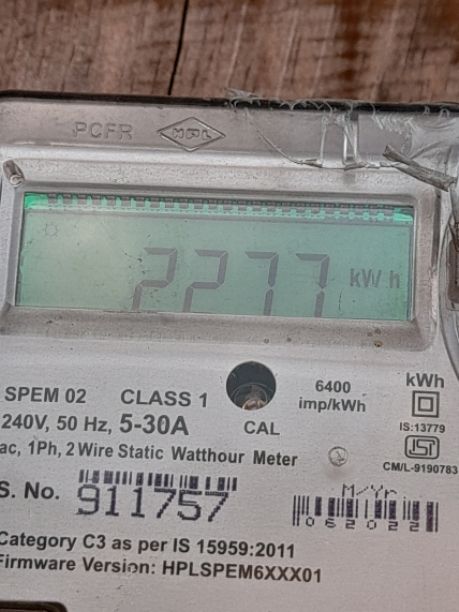 PCFR HPL
2277 kWh
SPEM 02 CLASS 1 6400 kWh
240V, 50 Hz, 5-30A imp/kWh
CAL IS:13779
ac, 1Ph, 2 Wire Static Watthour Meter
CM/L-9190783
S. No. 911757 M/Yr
062022
Category C3 as per IS 15959:2011
Firmware Version: HPLSPEM6XXX01